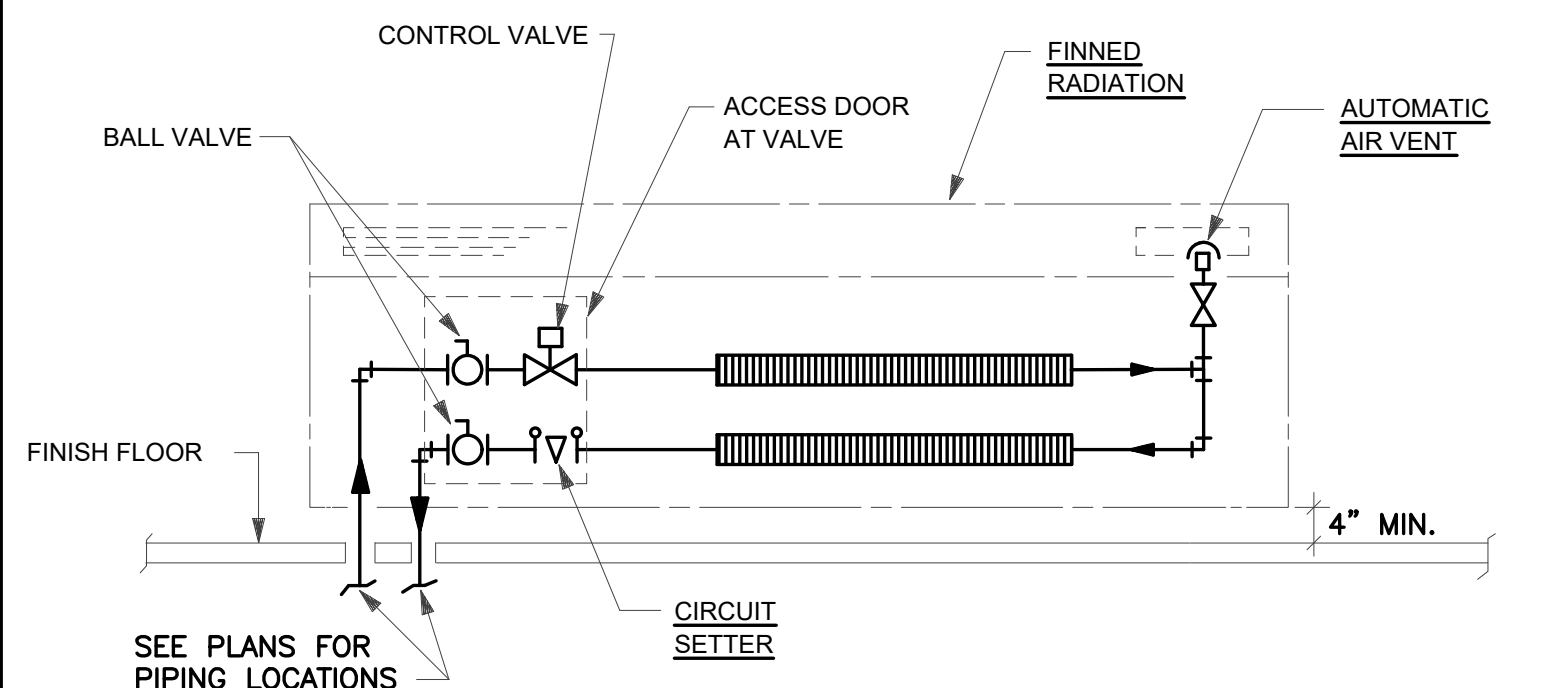 CONTROL VALVE
FINNED
RADIATION
ACCESS DOOR
AT VALVE
AUTOMATIC
AIR VENT
BALL VALVE
FINISH FLOOR
4” MIN.
CIRCUIT
SETTER
SEE PLANS FOR
PIPING LOCATIONS